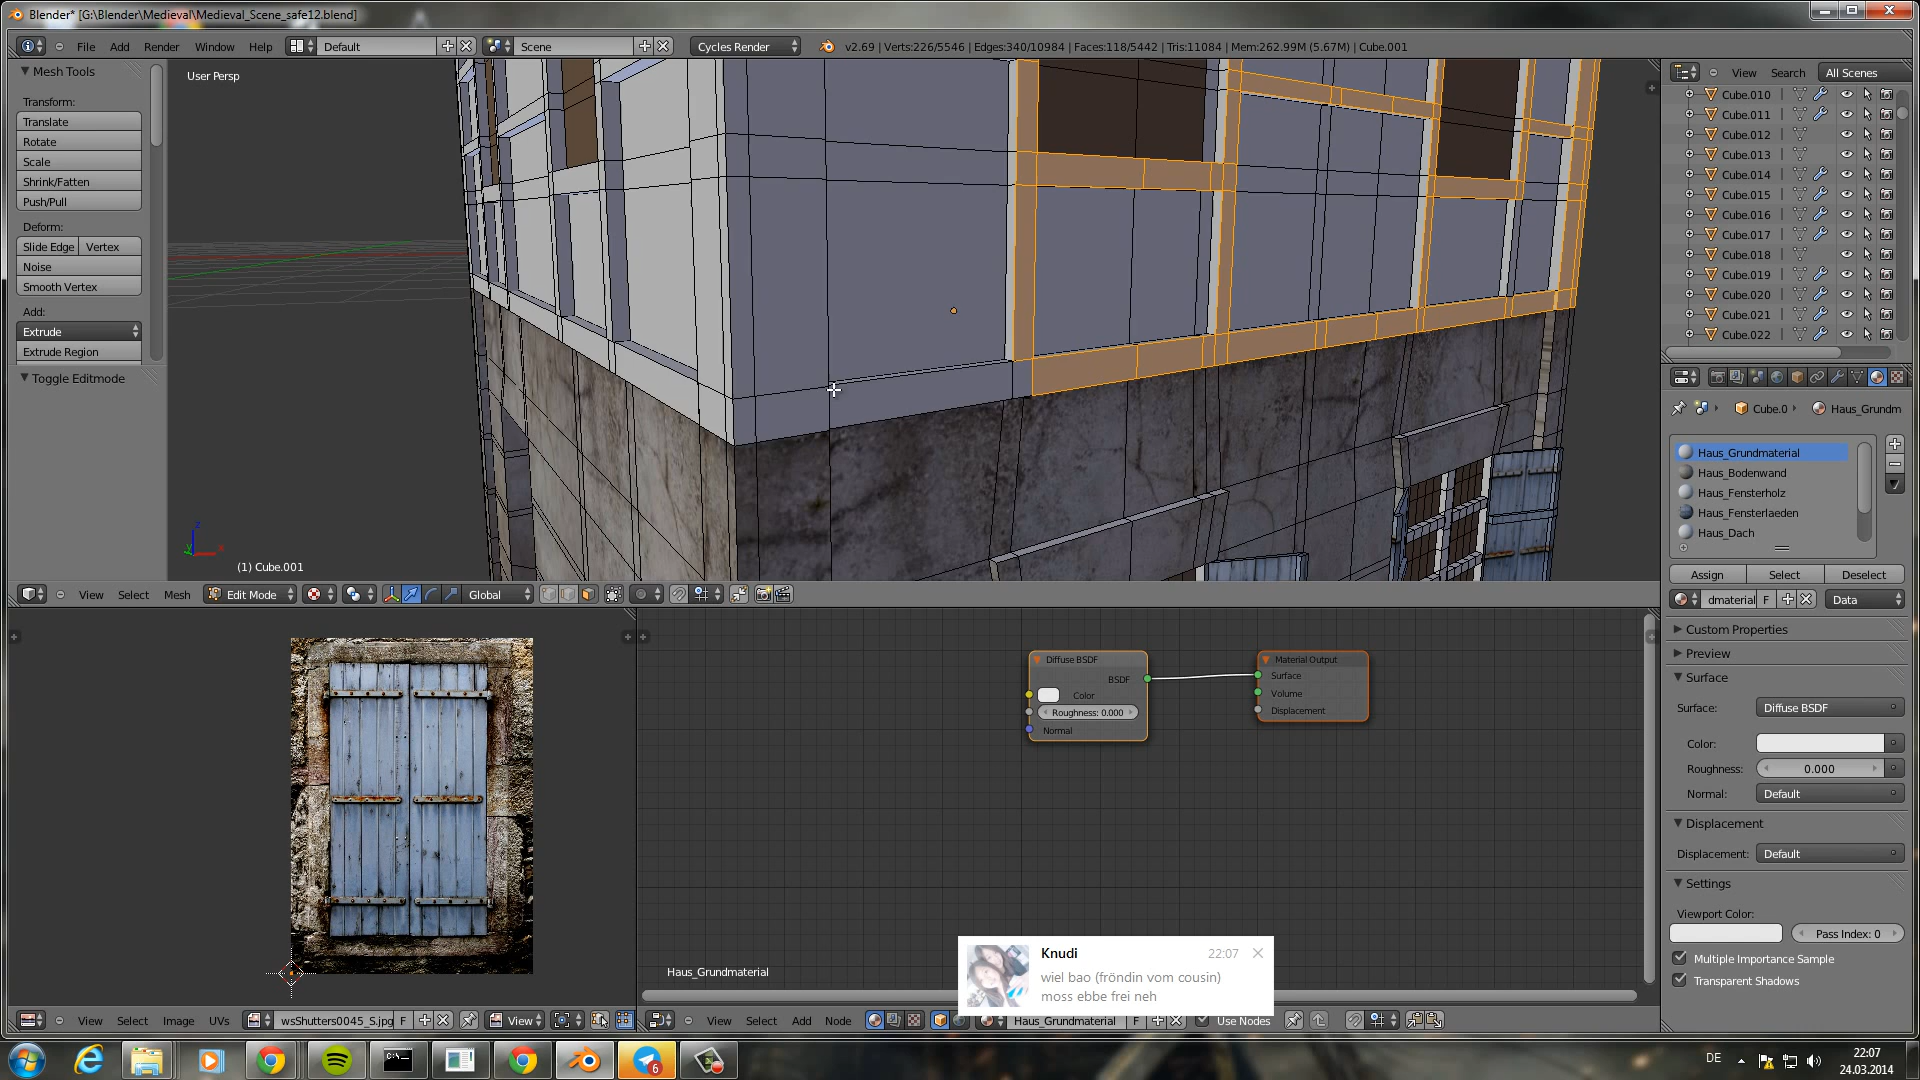 Blender* [G:\Blender\Medieval\Medieval_Scene_safe12.blend]
File Add Render Window Help Default Scene Cycles Render v2.69 | Verts:226/5546 | Edges:340/10984 | Faces:118/5442 | Tris:11084 | Mem:262.99M (5.67M) | Cube.001
Mesh Tools
Transform:
Translate
Rotate
Scale
Shrink/Fatten
Push/Pull
Deform:
Slide Edge Vertex
Noise
Smooth Vertex
Add:
Extrude
Extrude Region
Toggle Editmode
User Persp
(1) Cube.001
View Search All Scenes
Cube.010
Cube.011
Cube.012
Cube.013
Cube.014
Cube.015
Cube.016
Cube.017
Cube.018
Cube.019
Cube.020
Cube.021
Cube.022
Cube.0 Haus_Grundm
Haus_Grundmaterial
Haus_Bodenwand
Haus_Fensterholz
Haus_Fensterlaeden
Haus_Dach
Assign Select Deselect
dmaterial F Data
Custom Properties
Preview
Surface
Surface: Diffuse BSDF
Color:
Roughness: 0.000
Normal: Default
Displacement
Displacement: Default
Settings
Viewport Color:
Pass Index: 0
Multiple Importance Sample
Transparent Shadows
View Select Mesh Edit Mode Global
Diffuse BSDF
BSDF
Color
Roughness: 0.000
Normal
Material Output
Surface
Volume
Displacement
Haus_Grundmaterial
Knudi 22:07
wiel bao (fröndin vom cousin)
moss ebbe frei neh
View Select Image UVs wsShutters0045_S.jpg F View
View Select Add Node Haus_Grundmaterial F Use Nodes
C:\
6
DE
22:07
24.03.2014